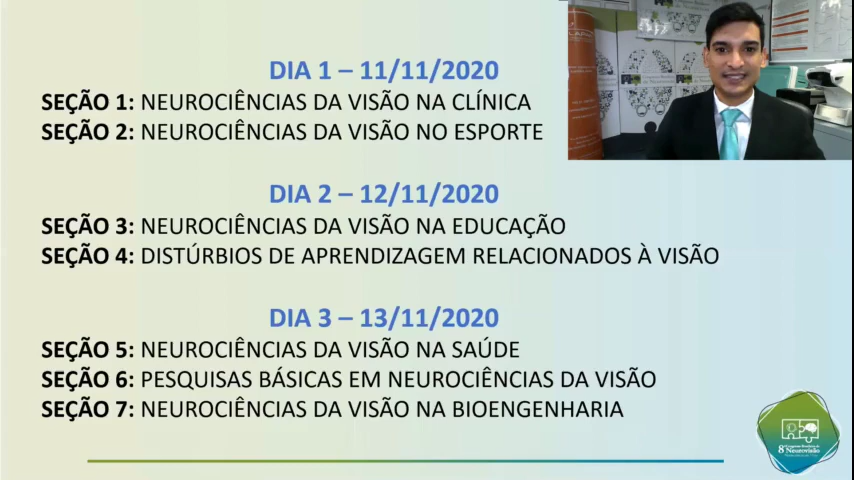 DIA 1 – 11/11/2020
SEÇÃO 1: NEUROCIÊNCIAS DA VISÃO NA CLÍNICA
SEÇÃO 2: NEUROCIÊNCIAS DA VISÃO NO ESPORTE
DIA 2 – 12/11/2020
SEÇÃO 3: NEUROCIÊNCIAS DA VISÃO NA EDUCAÇÃO
SEÇÃO 4: DISTÚRBIOS DE APRENDIZAGEM RELACIONADOS À VISÃO
DIA 3 – 13/11/2020
SEÇÃO 5: NEUROCIÊNCIAS DA VISÃO NA SAÚDE
SEÇÃO 6: PESQUISAS BÁSICAS EM NEUROCIÊNCIAS DA VISÃO
SEÇÃO 7: NEUROCIÊNCIAS DA VISÃO NA BIOENGENHARIA
8º Neurovisão